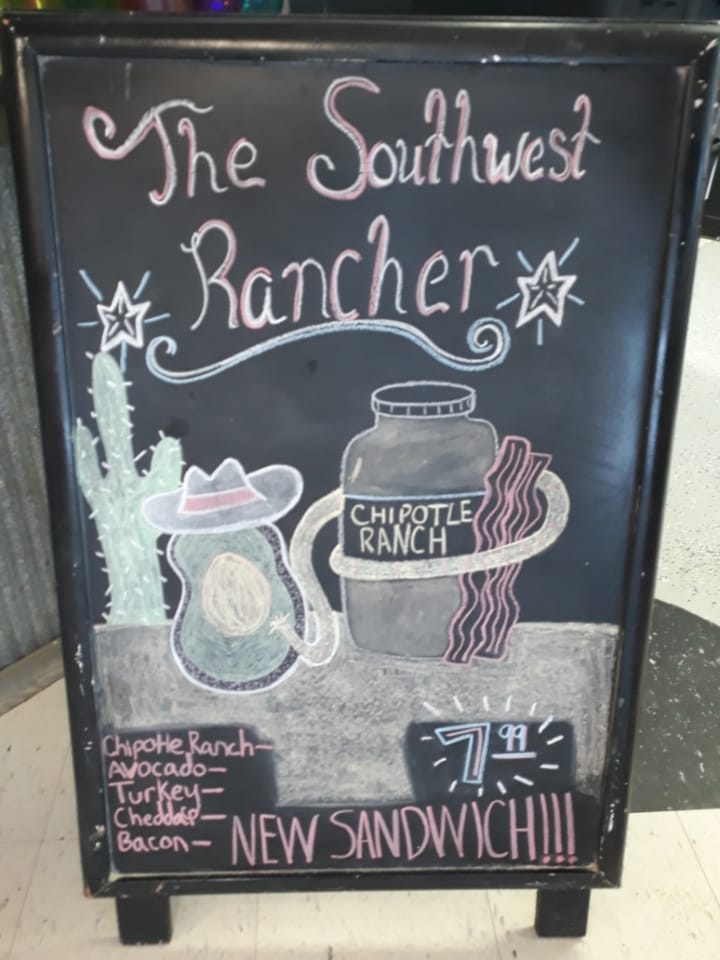 The Southwest
Rancher
CHIPOTLE
RANCH
Chipotle Ranch-
Avocado-
Turkey-
Cheddar-
Bacon-
7 99
NEW SANDWICH!!!